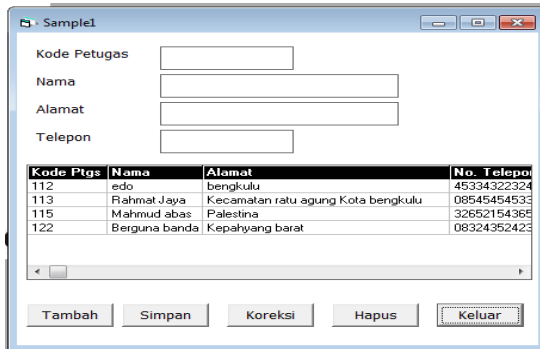 Sample1
Kode Petugas
Nama
Alamat
Telepon
Kode Ptgs Nama Alamat No. Telepon
112 edo bengkulu 45334322324
113 Rahmat Jaya Kecamatan ratu agung Kota bengkulu 08545454533
115 Mahmud abas Palestina 32652154365
122 Berguna banda Kepahyang barat 08324352423
Tambah Simpan Koreksi Hapus Keluar